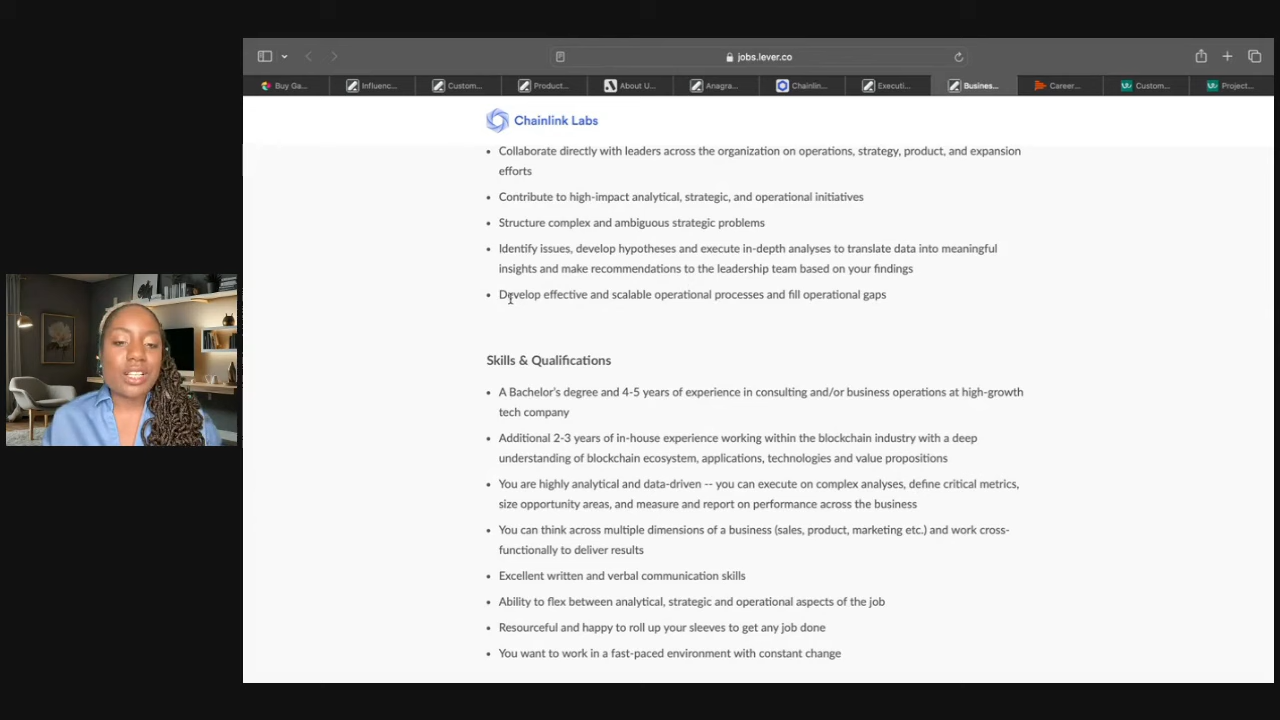 jobs.lever.co
Buy Ga...
Influenc...
Custom...
Product...
About U...
Anagra...
Chainlin...
Executi...
Busines...
Career...
Custom...
Project...
Chainlink Labs
• Collaborate directly with leaders across the organization on operations, strategy, product, and expansion
efforts
• Contribute to high-impact analytical, strategic, and operational initiatives
• Structure complex and ambiguous strategic problems
• Identify issues, develop hypotheses and execute in-depth analyses to translate data into meaningful
insights and make recommendations to the leadership team based on your findings
• Develop effective and scalable operational processes and fill operational gaps
Skills & Qualifications
• A Bachelor's degree and 4-5 years of experience in consulting and/or business operations at high-growth
tech company
• Additional 2-3 years of in-house experience working within the blockchain industry with a deep
understanding of blockchain ecosystem, applications, technologies and value propositions
• You are highly analytical and data-driven -- you can execute on complex analyses, define critical metrics,
size opportunity areas, and measure and report on performance across the business
• You can think across multiple dimensions of a business (sales, product, marketing etc.) and work cross-
functionally to deliver results
• Excellent written and verbal communication skills
• Ability to flex between analytical, strategic and operational aspects of the job
• Resourceful and happy to roll up your sleeves to get any job done
• You want to work in a fast-paced environment with constant change